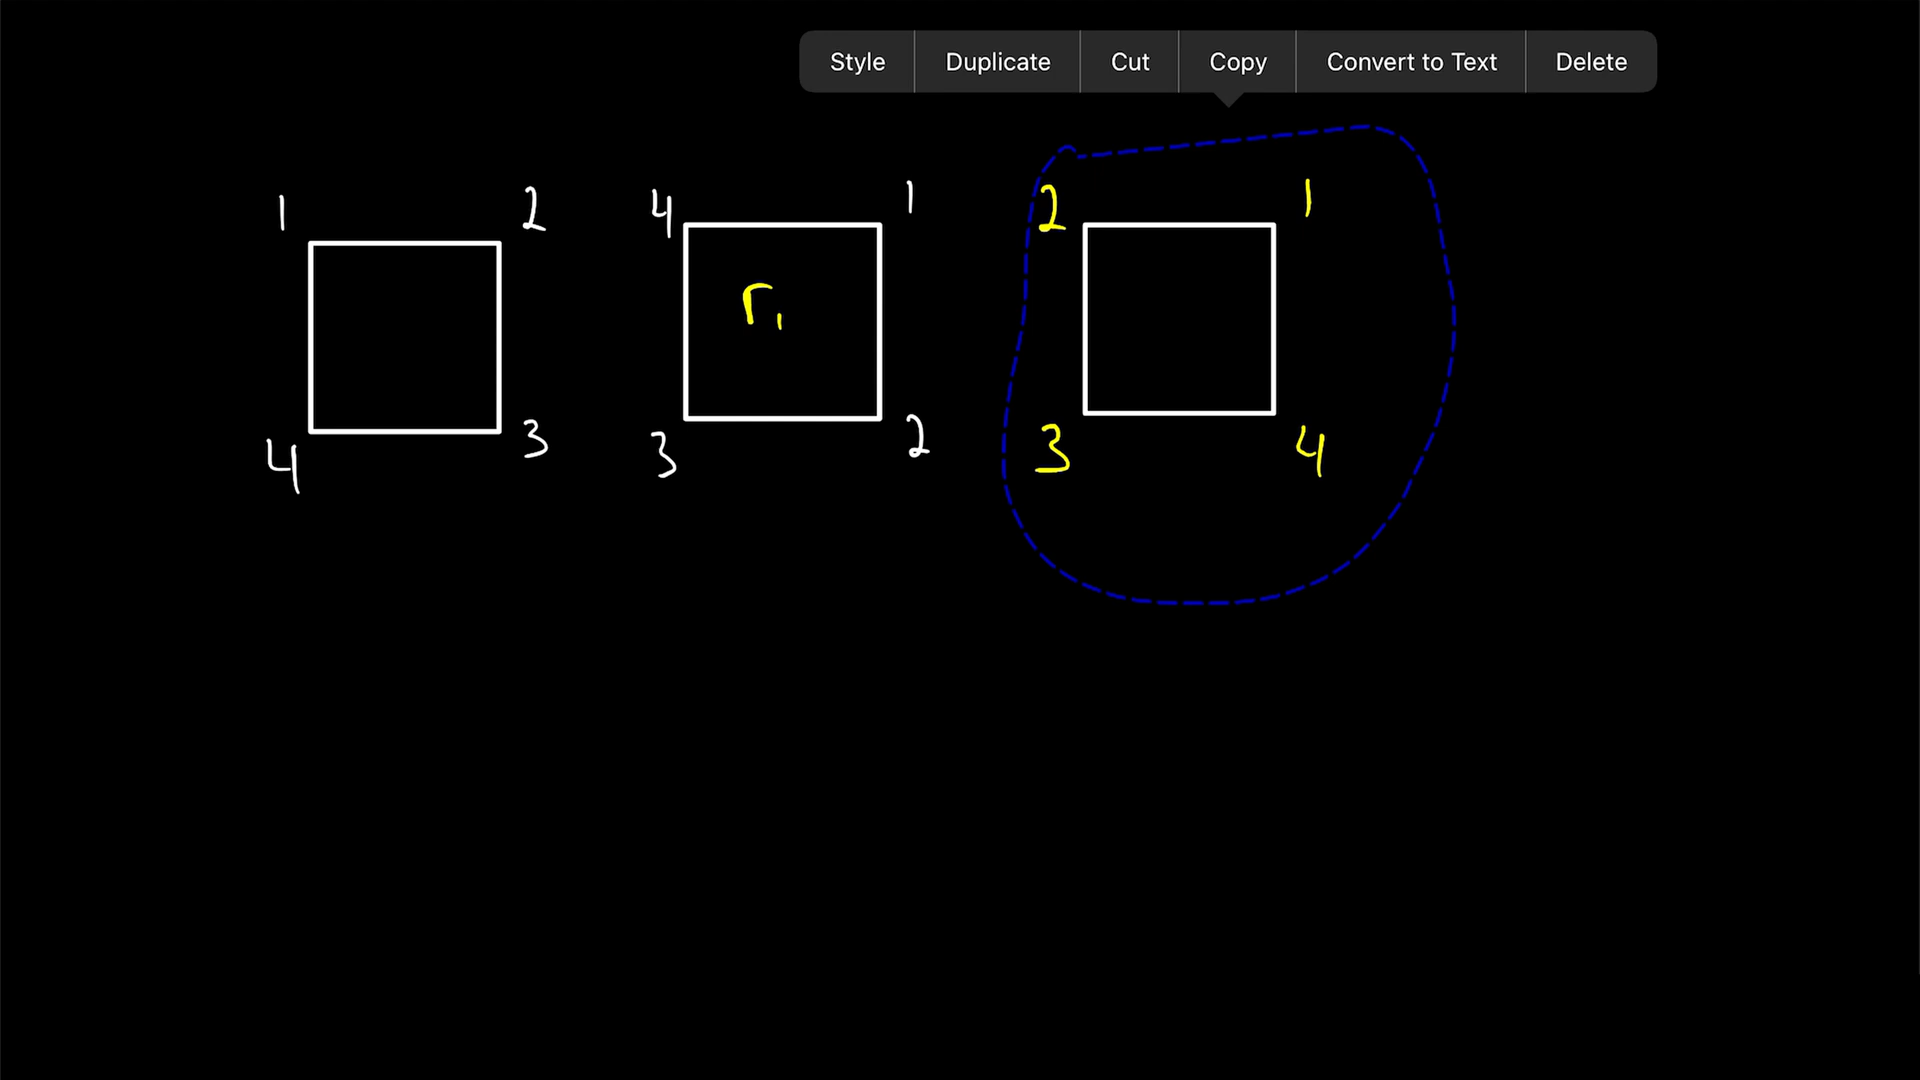 Style Duplicate Cut Copy Convert to Text Delete
1 2 4 1 2 1
r₁
4 3 3 2 3 4